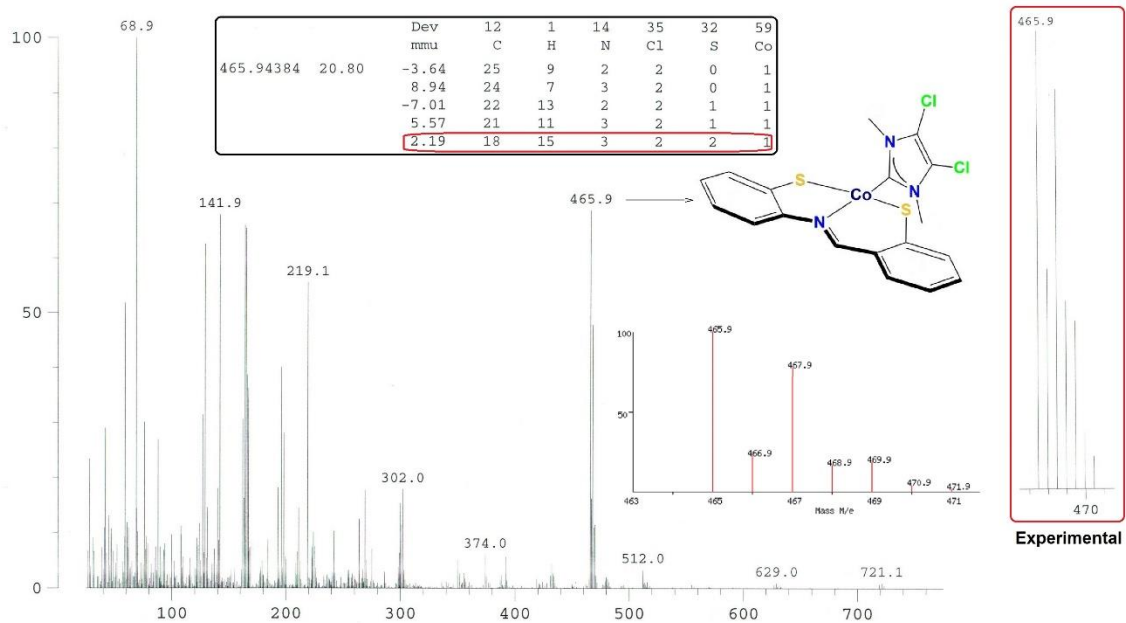 68.9
100
Dev 12 1 14 35 32 59
mmu C H N Cl S Co
465.94384 20.80 -3.64 25 9 2 2 0 1
8.94 24 7 3 2 0 1
-7.01 22 13 2 2 1 1
5.57 21 11 3 2 1 1
2.19 18 15 3 2 2 1
465.9
Cl
N
Cl
S
Co
N
S
N
141.9
465.9
219.1
50
100
465.9
467.9
50
466.9
468.9
469.9
470.9
471.9
463
465
467
469
471
Mass M/e
302.0
374.0
512.0
629.0
721.1
0
100
200
300
400
500
600
700
470
Experimental